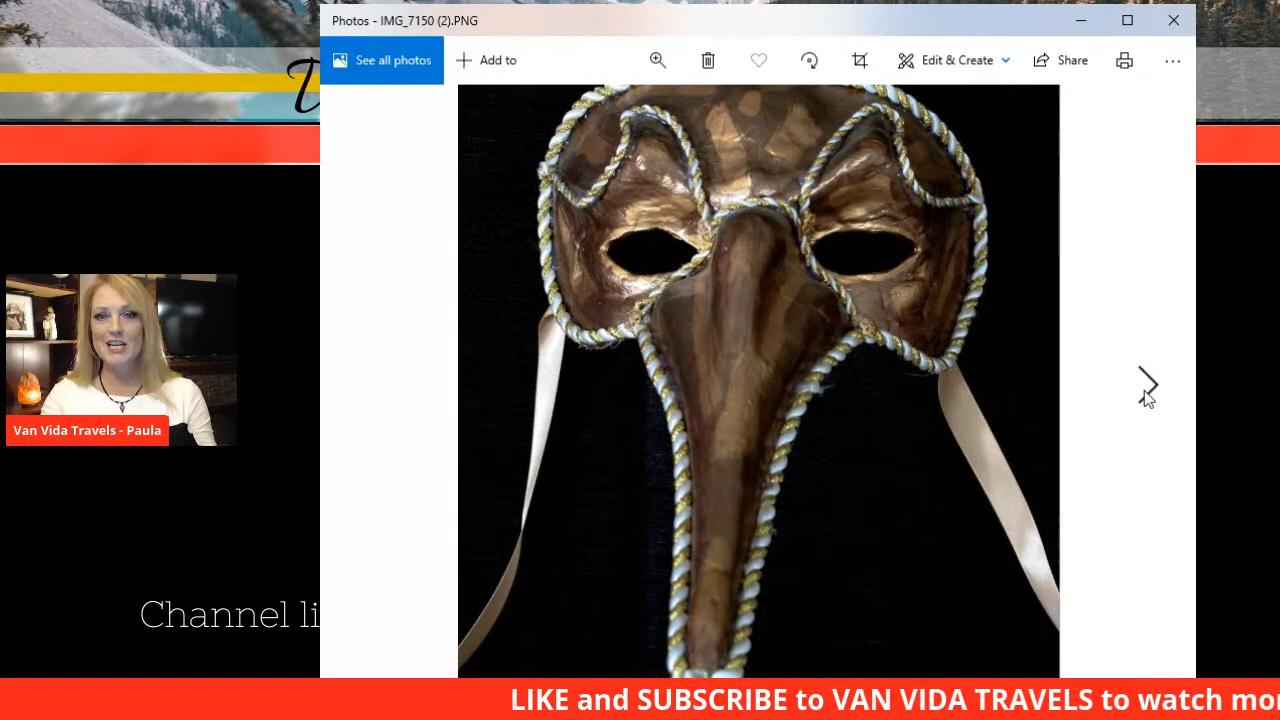 Photos - IMG_7150 (2).PNG
See all photos
Add to
Edit & Create
Share
Van Vida Travels - Paula
Channel li
LIKE and SUBSCRIBE to VAN VIDA TRAVELS to watch